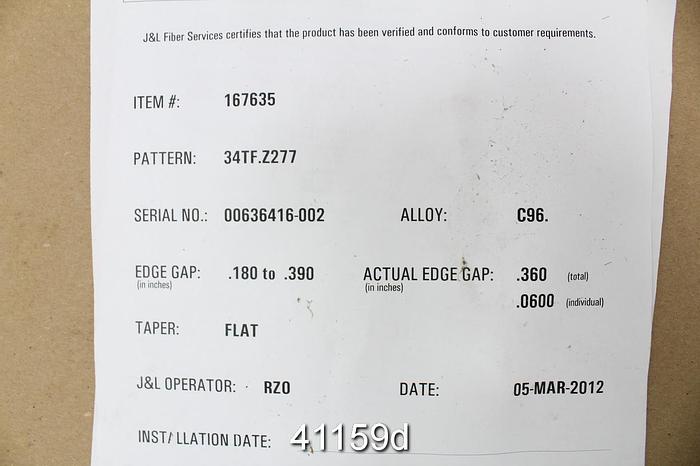 J&L Fiber Services certifies that the product has been verified and conforms to customer requirements.
ITEM #: 167635
PATTERN: 34TF.Z277
SERIAL NO.: 00636416-002 ALLOY: C96.
EDGE GAP: .180 to .390 ACTUAL EDGE GAP: .360 (total)
(in inches) (in inches) .0600 (individual)
TAPER: FLAT
J&L OPERATOR: RZO DATE: 05-MAR-2012
INSTALLATION DATE: 41159d